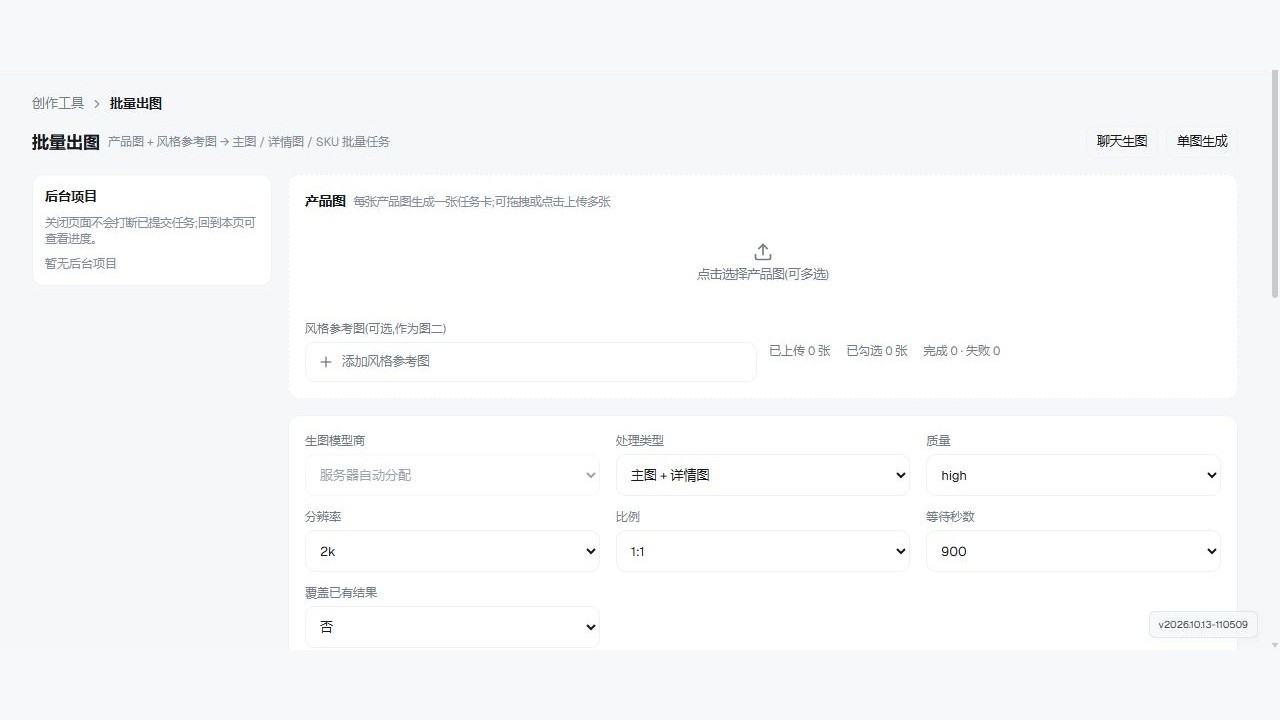 创作工具 > 批量出图
批量出图 产品图 + 风格参考图 → 主图 / 详情图 / SKU 批量任务
聊天生图 单图生成
后台项目
关闭页面不会打断已提交任务;回到本页可
查看进度。
暂无后台项目
产品图 每张产品图生成一张任务卡;可拖拽或点击上传多张
点击选择产品图(可多选)
风格参考图(可选,作为图二)
+ 添加风格参考图
已上传 0 张 已勾选 0 张 完成 0 · 失败 0
生图模型商 处理类型 质量
服务器自动分配 主图 + 详情图 high
分辨率 比例 等待秒数
2k 1:1 900
覆盖已有结果
否
v2026.10.13-110509